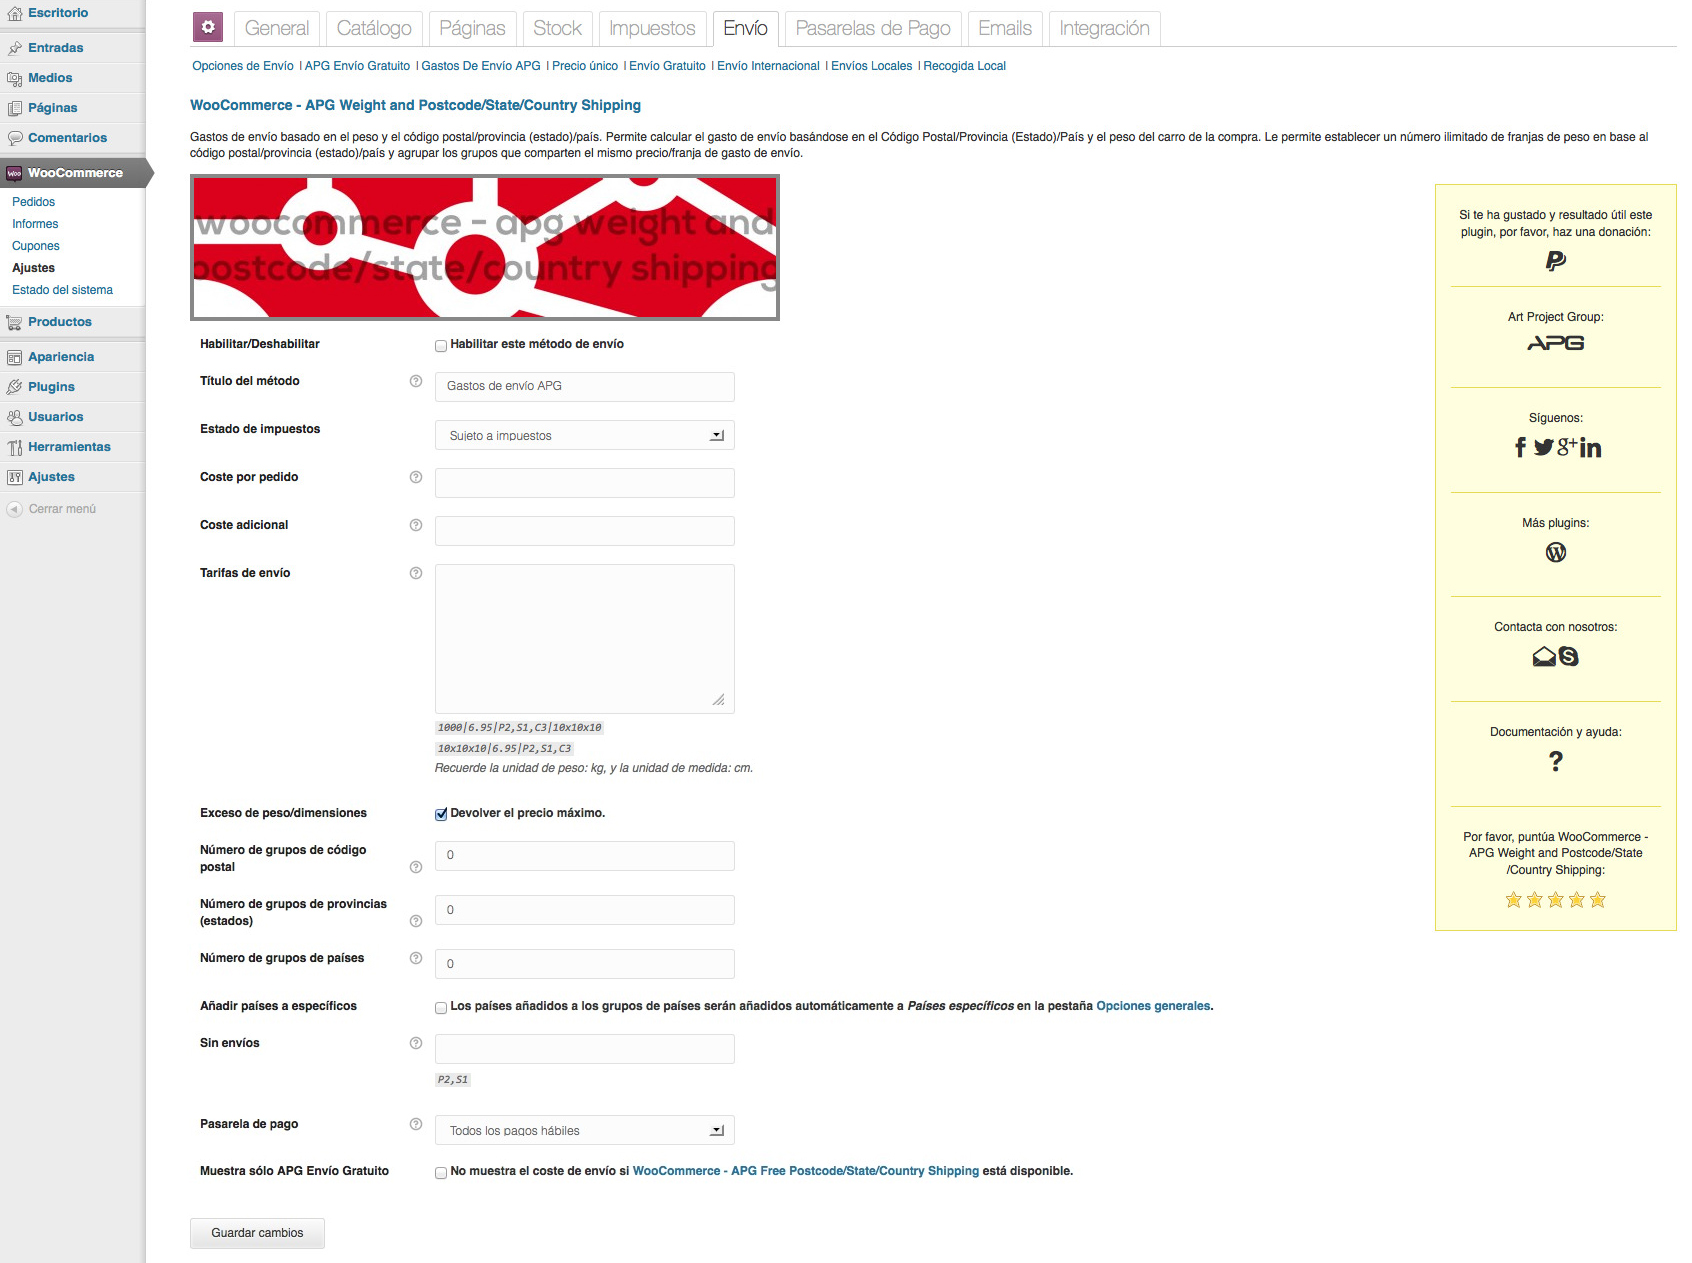 Escritorio
Entradas
Medios
Páginas
Comentarios
WooCommerce
Pedidos
Informes
Cupones
Ajustes
Estado del sistema
Productos
Apariencia
Plugins
Usuarios
Herramientas
Ajustes
Cerrar menú
General
Catálogo
Páginas
Stock
Impuestos
Envío
Pasarelas de Pago
Emails
Integración
Opciones de Envío | APG Envío Gratuito | Gastos De Envío APG | Precio único | Envío Gratuito | Envío Internacional | Envíos Locales | Recogida Local
WooCommerce - APG Weight and Postcode/State/Country Shipping
Gastos de envío basado en el peso y el código postal/provincia (estado)/país. Permite calcular el gasto de envío basándose en el Código Postal/Provincia (Estado)/País y el peso del carro de la compra. Le permite establecer un número ilimitado de franjas de peso en base al
código postal/provincia (estado)/país y agrupar los grupos que comparten el mismo precio/franja de gasto de envío.
woocommerce - apg weight and
postcode/state/country shipping
Habilitar/Deshabilitar
Habilitar este método de envío
Título del método
Gastos de envío APG
Estado de impuestos
Sujeto a impuestos
Coste por pedido
Coste adicional
Tarifas de envío
1000|6.95|P2,S1,C3|10x10x10
10x10x10|6.95|P2,S1,C3
Recuerde la unidad de peso: kg, y la unidad de medida: cm.
Exceso de peso/dimensiones
Devolver el precio máximo.
Número de grupos de código
postal
0
Número de grupos de provincias
(estados)
0
Número de grupos de países
0
Añadir países a específicos
Los países añadidos a los grupos de países serán añadidos automáticamente a Países específicos en la pestaña Opciones generales.
Sin envíos
P2,S1
Pasarela de pago
Todos los pagos hábiles
Muestra sólo APG Envío Gratuito
No muestra el coste de envío si WooCommerce - APG Free Postcode/State/Country Shipping está disponible.
Guardar cambios
Si te ha gustado y resultado útil este
plugin, por favor, haz una donación:
Art Project Group:
APG
Síguenos:
Más plugins:
Contacta con nosotros:
Documentación y ayuda:
?
Por favor, puntúa WooCommerce -
APG Weight and Postcode/State
/Country Shipping: